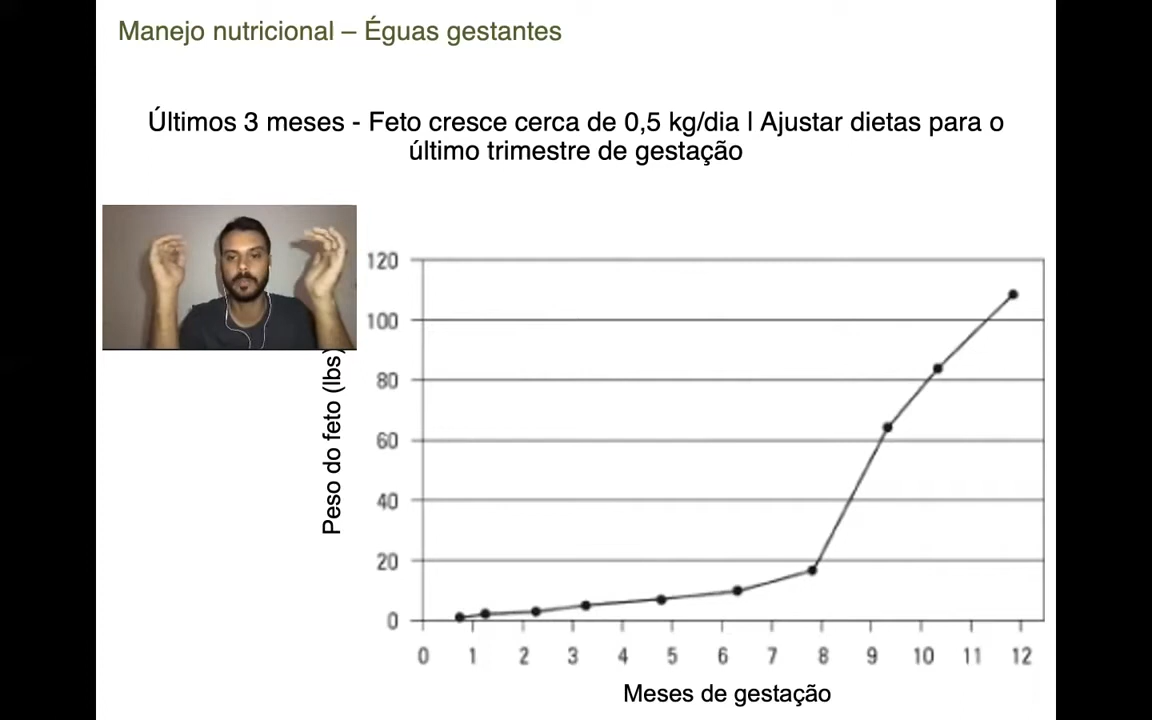 Manejo nutricional – Éguas gestantes
Últimos 3 meses - Feto cresce cerca de 0,5 kg/dia | Ajustar dietas para o
último trimestre de gestação
Peso do feto (lbs)
120
100
80
60
40
20
0
0 1 2 3 4 5 6 7 8 9 10 11 12
Meses de gestação